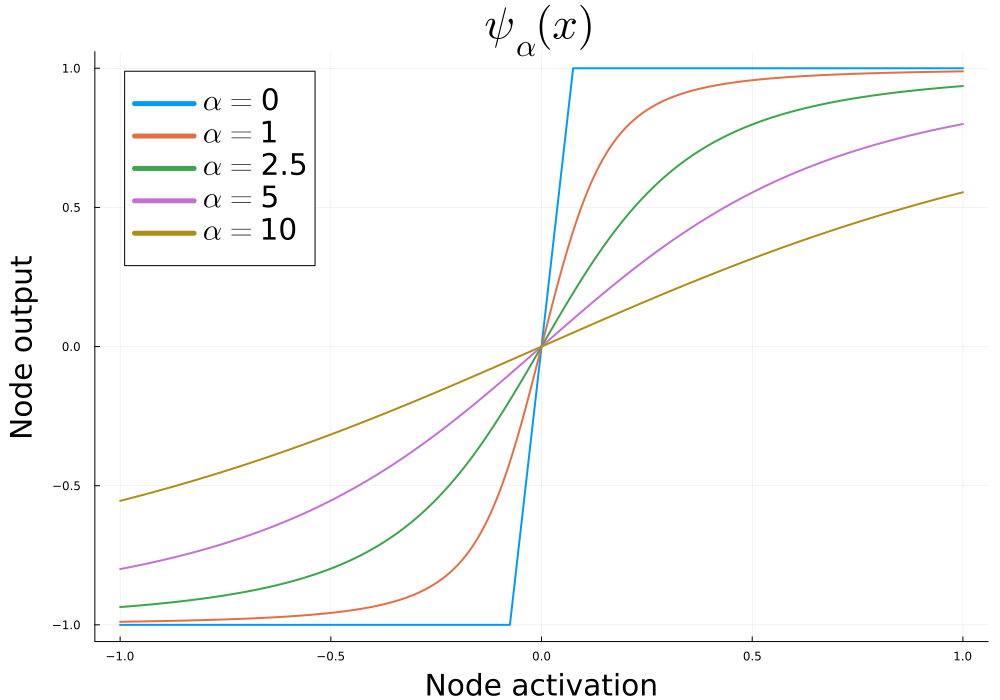 ψ_α(x)
α = 0
α = 1
α = 2.5
α = 5
α = 10
Node output
1.0
0.5
0.0
−0.5
−1.0
−1.0 −0.5 0.0 0.5 1.0
Node activation